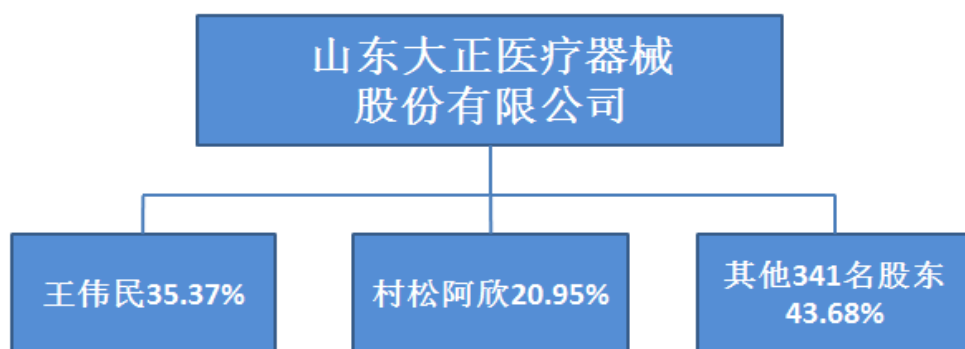 山东大正医疗器械
股份有限公司
王伟民35.37%
村松阿欣20.95%
其他341名股东
43.68%